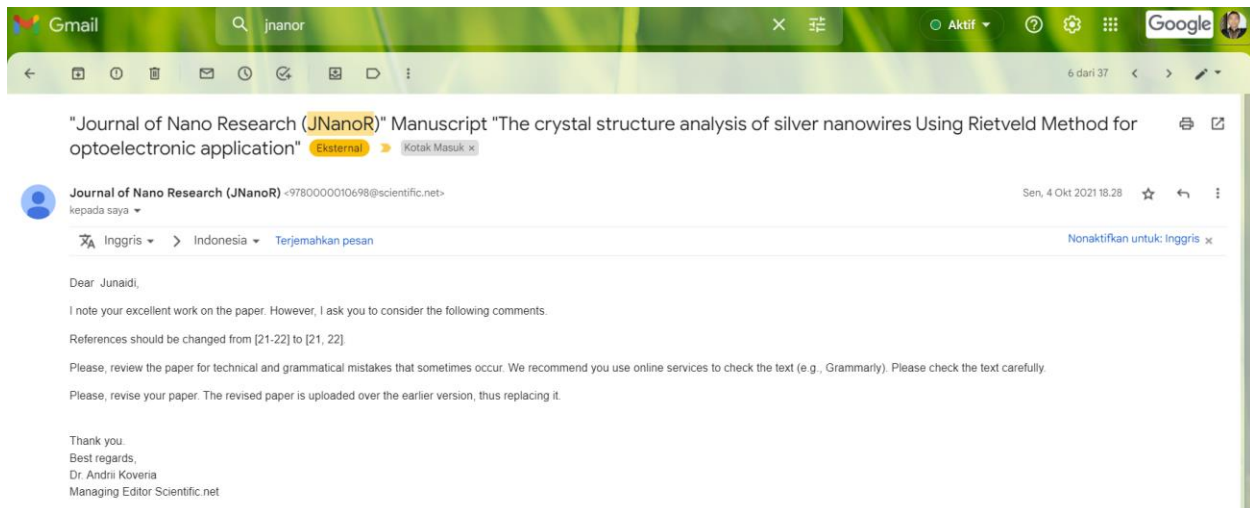 Gmail
jnanor
Aktif
Google
6 dari 37
"Journal of Nano Research (JNanoR)" Manuscript "The crystal structure analysis of silver nanowires Using Rietveld Method for
optoelectronic application" Eksternal Kotak Masuk ×
Journal of Nano Research (JNanoR) <9780000010698@scientific.net>
Sen, 4 Okt 2021 18.28
kepada saya
Inggris > Indonesia Terjemahkan pesan
Nonaktifkan untuk: Inggris ×
Dear Junaidi,
I note your excellent work on the paper. However, I ask you to consider the following comments.
References should be changed from [21-22] to [21, 22].
Please, review the paper for technical and grammatical mistakes that sometimes occur. We recommend you use online services to check the text (e.g., Grammarly). Please check the text carefully.
Please, revise your paper. The revised paper is uploaded over the earlier version, thus replacing it.
Thank you.
Best regards,
Dr. Andrii Koveria
Managing Editor Scientific.net